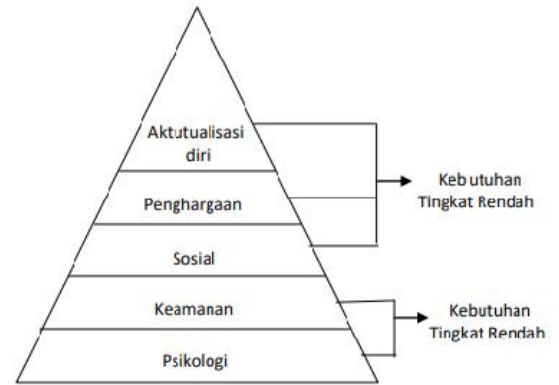 Aktutualisasi
diri
Penghargaan
Sosial
Keamanan
Psikologi
Kebutuhan
Tingkat Rendah
Kebutuhan
Tingkat Rendah